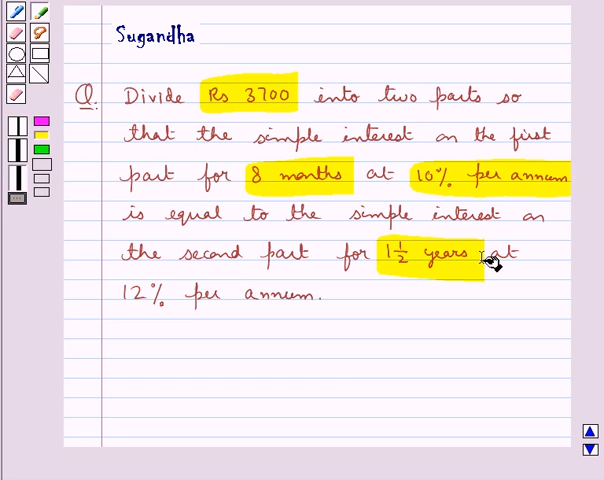 Sugandha
Q. Divide Rs 3700 into two parts so
that the simple interest on the first
part for 8 months at 10% per annum
is equal to the simple interest on
the second part for 1 1/2 years at
12% per annum.